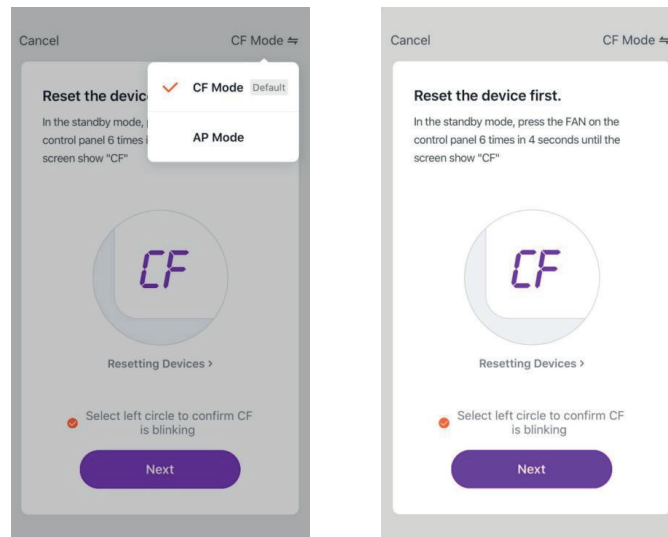 Cancel
CF Mode ⇋
CF Mode Default
AP Mode
Reset the devic
In the standby mode,
control panel 6 times i
screen show "CF"
CF
Resetting Devices >
Select left circle to confirm CF
is blinking
Next
Cancel
CF Mode ⇋
Reset the device first.
In the standby mode, press the FAN on the
control panel 6 times in 4 seconds until the
screen show "CF"
CF
Resetting Devices >
Select left circle to confirm CF
is blinking
Next